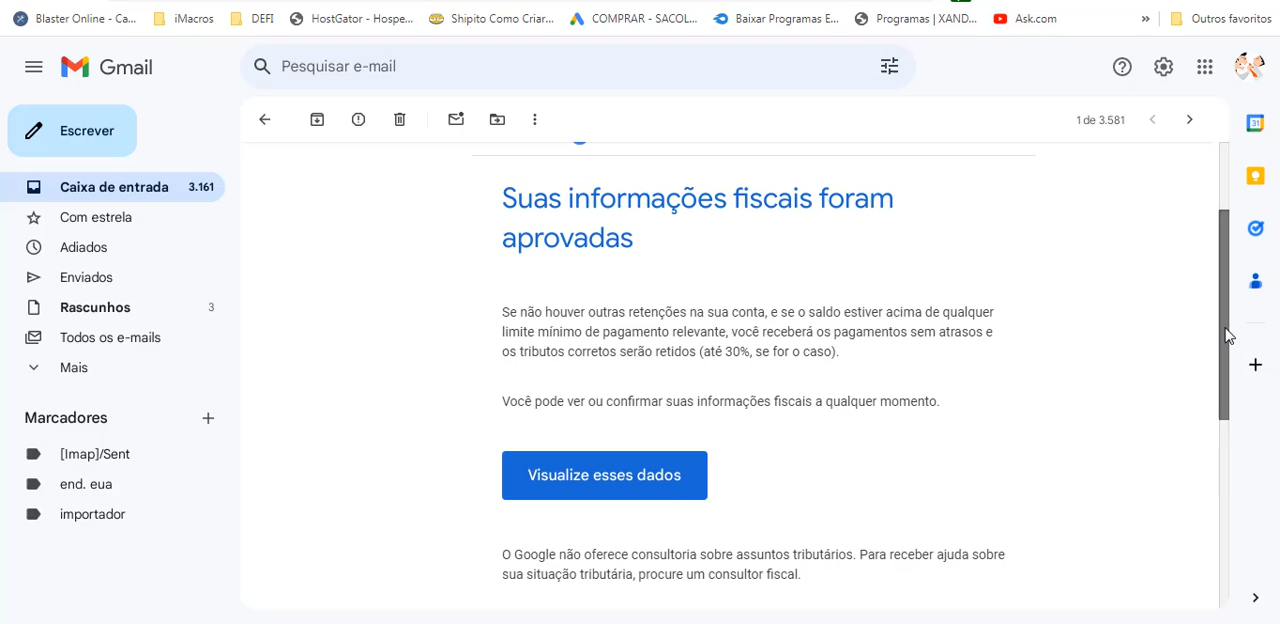 Blaster Online - Ca...
iMacros
DEFI
HostGator - Hospe...
Shipito Como Criar...
COMPRAR - SACOL...
Baixar Programas E...
Programas | XAND...
Ask.com
»
Outros favoritos
Gmail
Pesquisar e-mail
Escrever
1 de 3.581
Caixa de entrada 3.161
Com estrela
Adiados
Enviados
Rascunhos 3
Todos os e-mails
Mais
Marcadores
[Imap]/Sent
end. eua
importador
Suas informações fiscais foram
aprovadas
Se não houver outras retenções na sua conta, e se o saldo estiver acima de qualquer
limite mínimo de pagamento relevante, você receberá os pagamentos sem atrasos e
os tributos corretos serão retidos (até 30%, se for o caso).
Você pode ver ou confirmar suas informações fiscais a qualquer momento.
Visualize esses dados
O Google não oferece consultoria sobre assuntos tributários. Para receber ajuda sobre
sua situação tributária, procure um consultor fiscal.
31